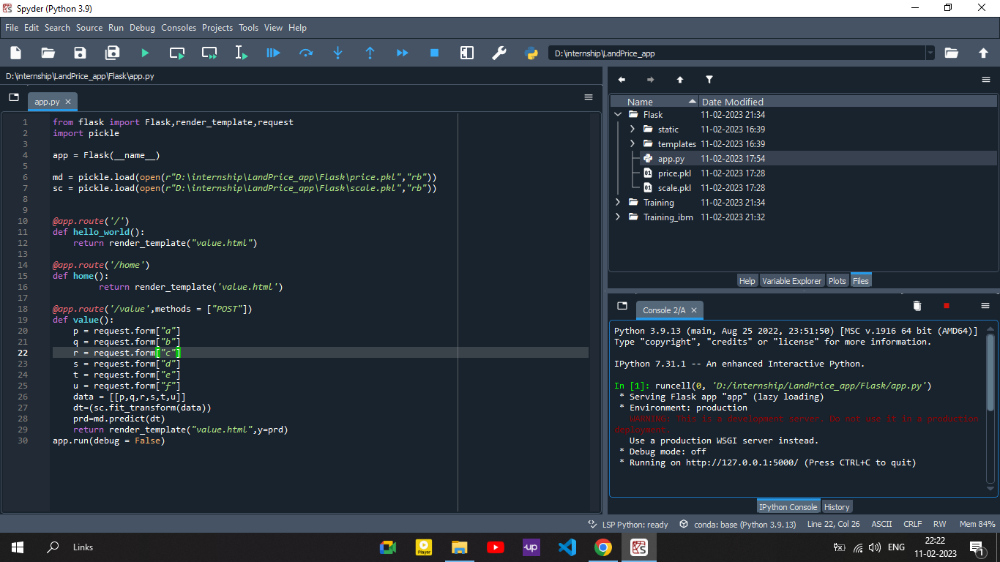 Spyder (Python 3.9)
File Edit Search Source Run Debug Consoles Projects Tools View Help
D:\internship\LandPrice_app
D:\internship\LandPrice_app\Flask\app.py
app.py
1 from flask import Flask,render_template,request
2 import pickle
3
4 app = Flask(__name__)
5
6 md = pickle.load(open(r"D:\internship\LandPrice_app\Flask\price.pkl","rb"))
7 sc = pickle.load(open(r"D:\internship\LandPrice_app\Flask\scale.pkl","rb"))
8
9
10 @app.route('/')
11 def hello_world():
12     return render_template("value.html")
13
14 @app.route('/home')
15 def home():
16          return render_template('value.html')
17
18 @app.route('/value',methods = ["POST"])
19 def value():
20     p = request.form["a"]
21     q = request.form["b"]
22     r = request.form["c"]
23     s = request.form["d"]
24     t = request.form["e"]
25     u = request.form["f"]
26     data = [[p,q,r,s,t,u]]
27     dt=(sc.fit_transform(data))
28     prd=md.predict(dt)
29     return render_template("value.html",y=prd)
30 app.run(debug = False)
Name Date Modified
Flask 11-02-2023 21:34
static 11-02-2023 16:39
templates 11-02-2023 16:39
app.py 11-02-2023 17:54
price.pkl 11-02-2023 17:28
scale.pkl 11-02-2023 17:28
Training 11-02-2023 21:34
Training_ibm 11-02-2023 21:32
Help Variable Explorer Plots Files
Console 2/A
Python 3.9.13 (main, Aug 25 2022, 23:51:50) [MSC v.1916 64 bit (AMD64)]
Type "copyright", "credits" or "license" for more information.
IPython 7.31.1 -- An enhanced Interactive Python.
In [1]: runcell(0, 'D:/internship/LandPrice_app/Flask/app.py')
* Serving Flask app "app" (lazy loading)
* Environment: production
WARNING: This is a development server. Do not use it in a production
deployment.
Use a production WSGI server instead.
* Debug mode: off
* Running on http://127.0.0.1:5000/ (Press CTRL+C to quit)
IPython Console History
LSP Python: ready conda: base (Python 3.9.13) Line 22, Col 26 ASCII CRLF RW Mem 84%
Links
Player
up
ENG
22:22
11-02-2023
1